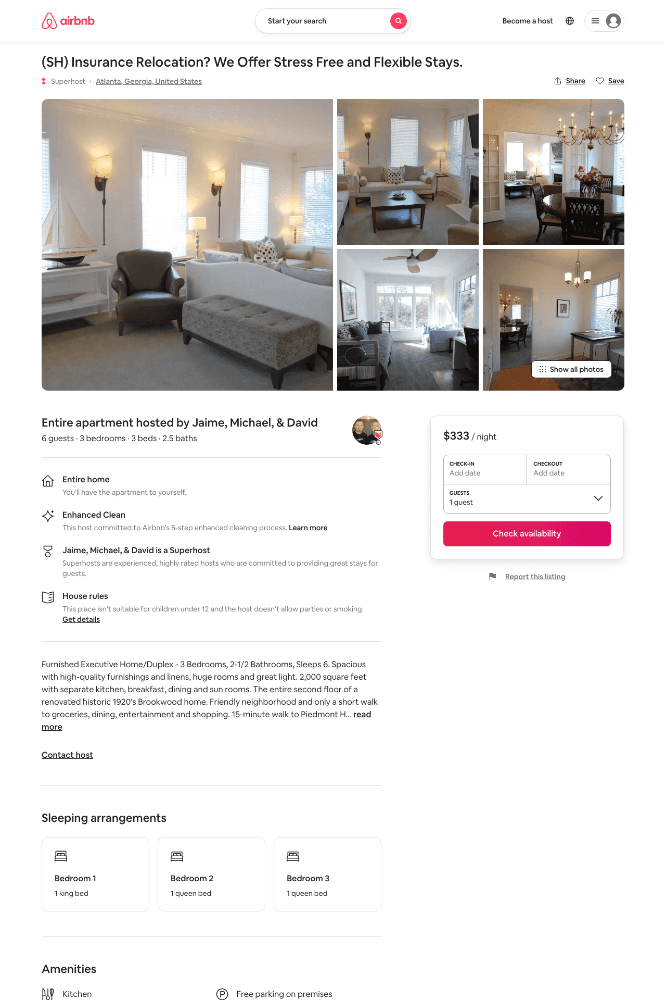 airbnb
Start your search
Become a host
(SH) Insurance Relocation? We Offer Stress Free and Flexible Stays.
Superhost · Atlanta, Georgia, United States
Share
Save
Show all photos
Entire apartment hosted by Jaime, Michael, & David
6 guests · 3 bedrooms · 3 beds · 2.5 baths
$333 / night
CHECK-IN
Add date
CHECKOUT
Add date
GUESTS
1 guest
Check availability
Report this listing
Entire home
You’ll have the apartment to yourself.
Enhanced Clean
This host committed to Airbnb's 5-step enhanced cleaning process. Learn more
Jaime, Michael, & David is a Superhost
Superhosts are experienced, highly rated hosts who are committed to providing great stays for
guests.
House rules
This place isn’t suitable for children under 12 and the host doesn’t allow parties or smoking.
Get details
Furnished Executive Home/Duplex - 3 Bedrooms, 2-1/2 Bathrooms, Sleeps 6. Spacious
with high-quality furnishings and linens, huge rooms and great light. 2,000 square feet
with separate kitchen, breakfast, dining and sun rooms. The entire second floor of a
renovated historic 1920's Brookwood home. Friendly neighborhood and only a short walk
to groceries, dining, entertainment and shopping. 15-minute walk to Piedmont H... read
more
Contact host
Sleeping arrangements
Bedroom 1
1 king bed
Bedroom 2
1 queen bed
Bedroom 3
1 queen bed
Amenities
Kitchen
Free parking on premises